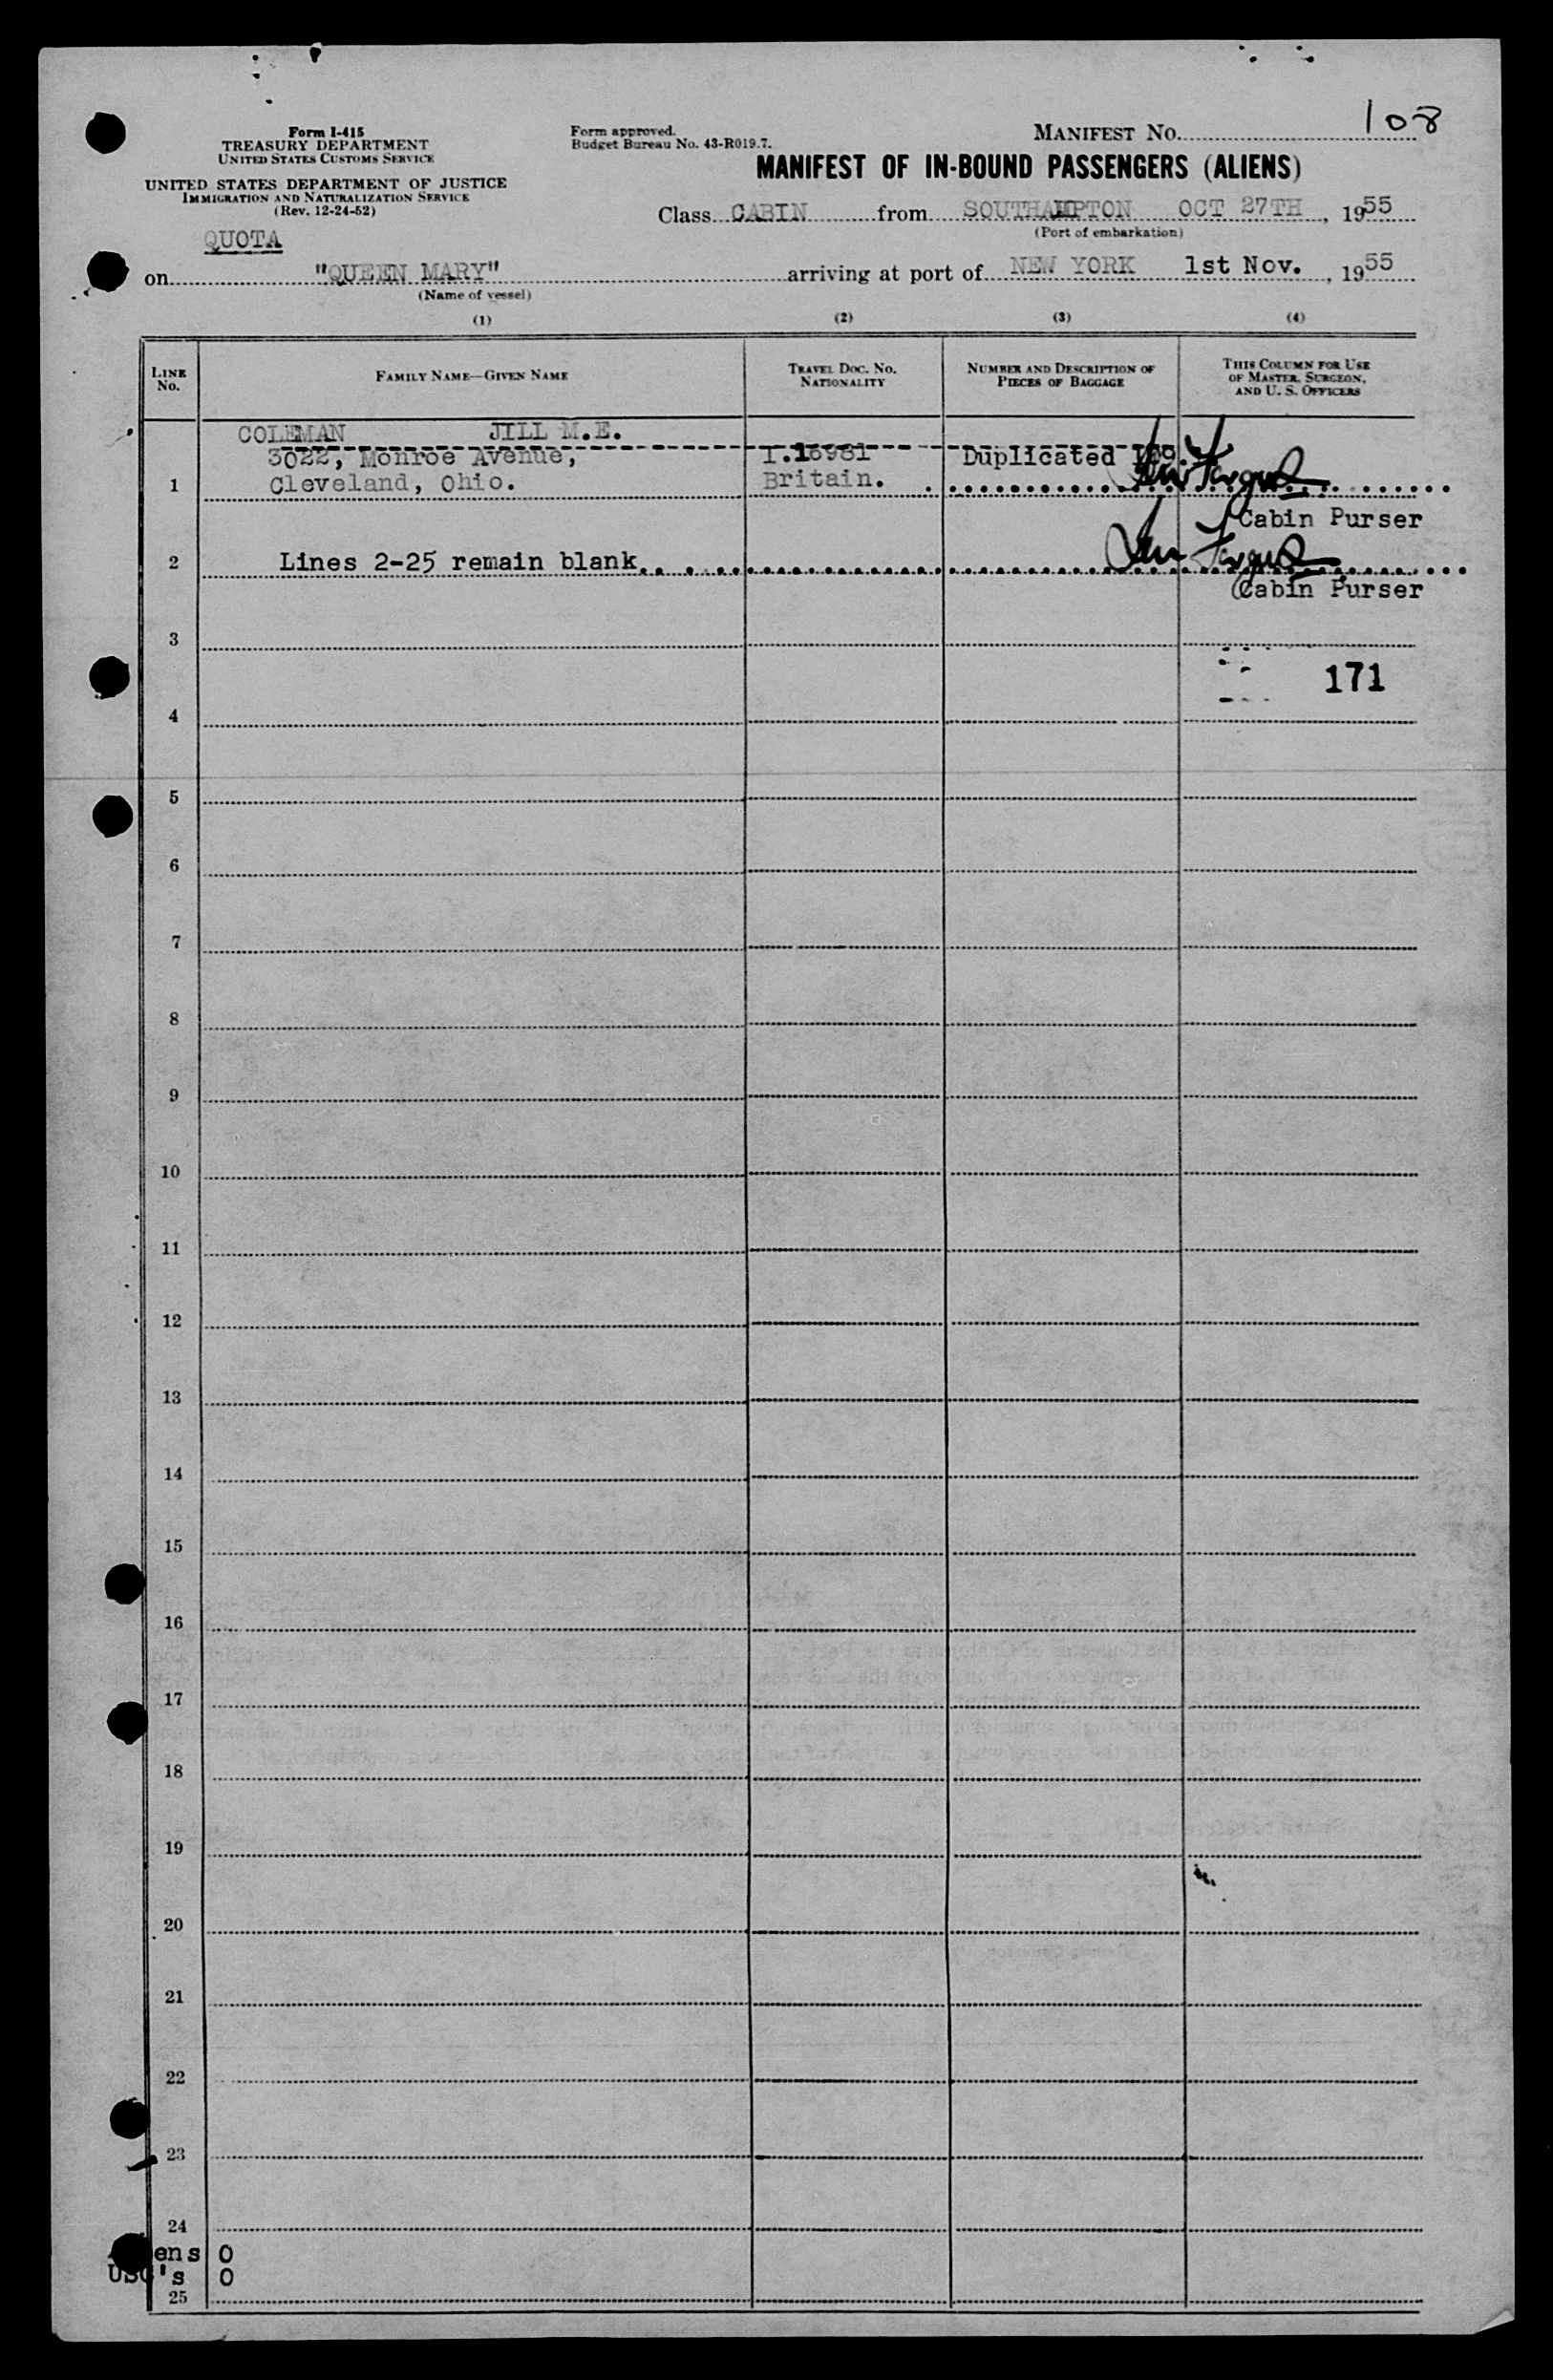 Form I-415
TREASURY DEPARTMENT
UNITED STATES CUSTOMS SERVICE
UNITED STATES DEPARTMENT OF JUSTICE
IMMIGRATION AND NATURALIZATION SERVICE
(Rev. 12-24-52)
Form approved.
Budget Bureau No. 43-R019.7.
MANIFEST No. 108
MANIFEST OF IN-BOUND PASSENGERS (ALIENS)
Class CABIN from SOUTHAMPTON OCT 27TH, 1955
(Port of embarkation)
QUOTA
on "QUEEN MARY" arriving at port of NEW YORK 1st Nov., 1955
(Name of vessel)
(1) (2) (3) (4)
LINE No. FAMILY NAME—GIVEN NAME TRAVEL DOC. No. NATIONALITY NUMBER AND DESCRIPTION OF PIECES OF BAGGAGE THIS COLUMN FOR USE OF MASTER, SURGEON, AND U. S. OFFICERS
COLEMAN JILL M.E.
3022, Monroe Avenue, I.16981 Duplicated
1 Cleveland, Ohio. Britain.
Cabin Purser
2 Lines 2-25 remain blank.
Cabin Purser
3
171
4
5
6
7
8
9
10
11
12
13
14
15
16
17
18
19
20
21
22
23
24
ens 0
USC's 0
25